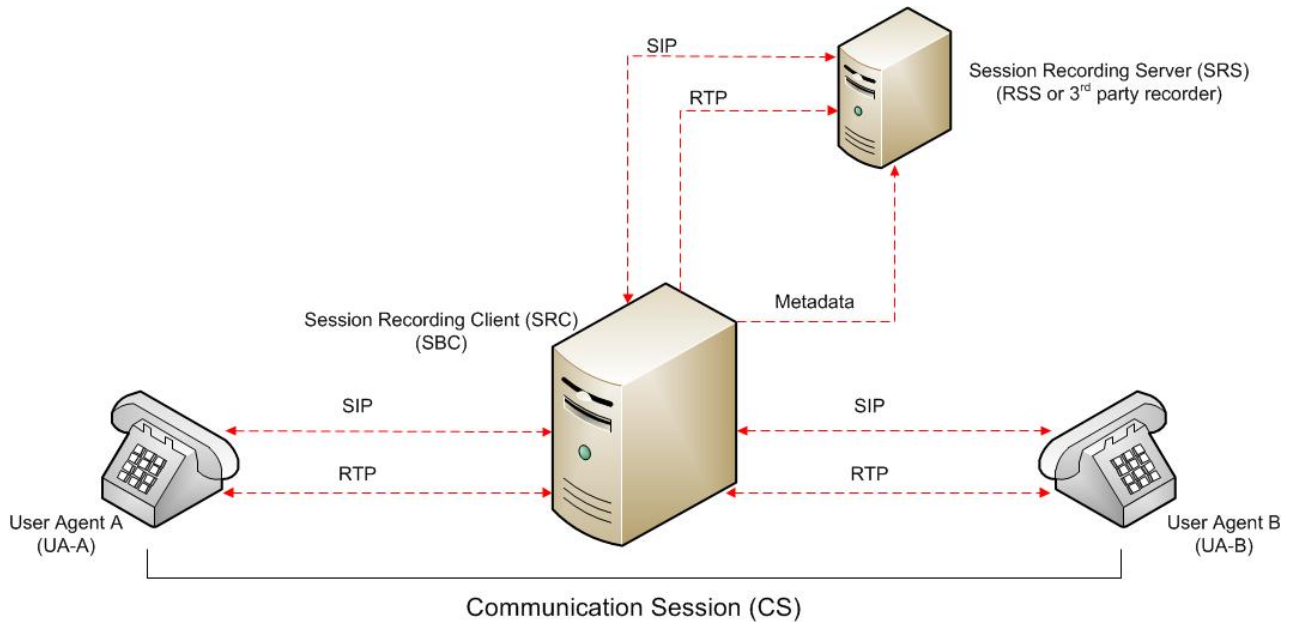 SIP
RTP
Session Recording Server (SRS)
(RSS or 3rd party recorder)
Metadata
Session Recording Client (SRC)
(SBC)
SIP
RTP
SIP
RTP
User Agent A
(UA-A)
User Agent B
(UA-B)
Communication Session (CS)